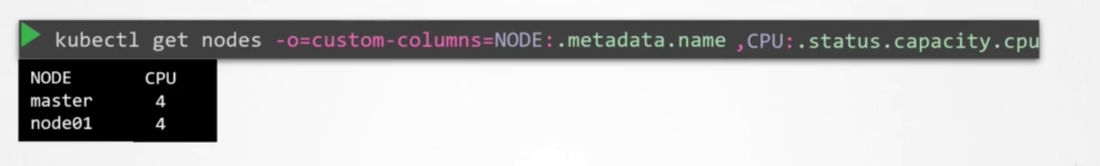 kubectl get nodes -o=custom-columns=NODE:.metadata.name ,CPU:.status.capacity.cpu
NODE CPU
master 4
node01 4